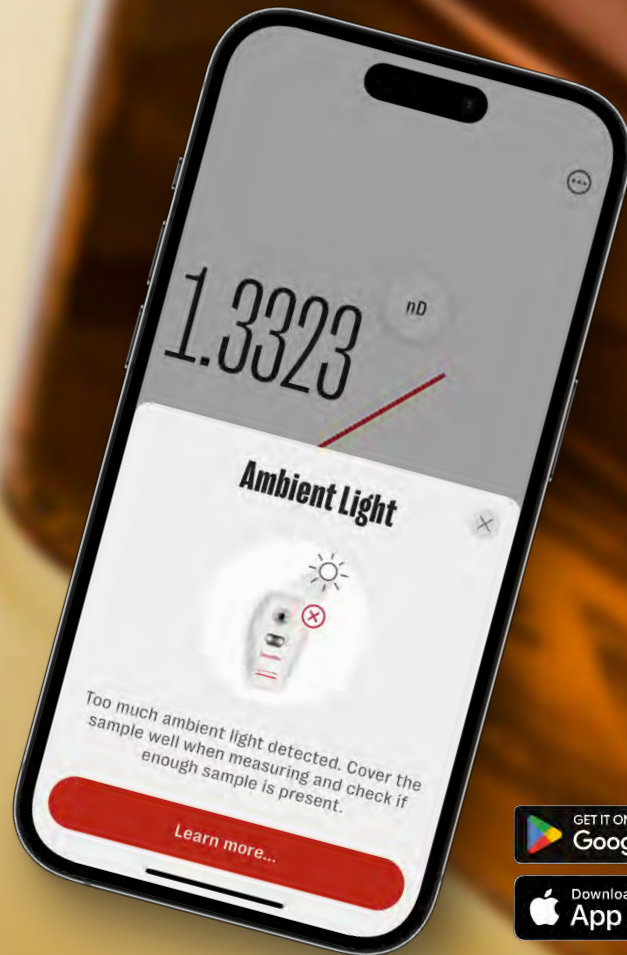 1.3323
nD
Ambient Light
Too much ambient light detected. Cover the
sample well when measuring and check if
enough sample is present.
Learn more...
GET IT ON
App